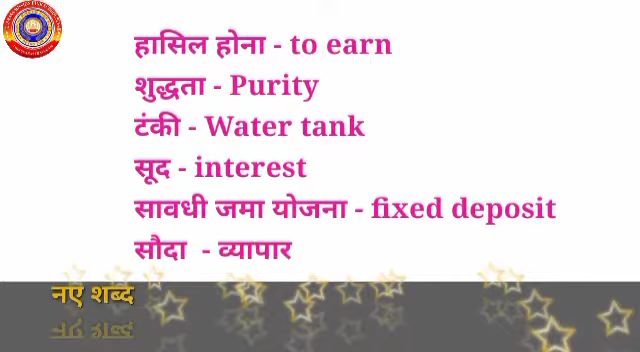 हासिल होना - to earn
शुद्धता - Purity
टंकी - Water tank
सूद - interest
सावधी जमा योजना - fixed deposit
सौदा - व्यापार
नए शब्द